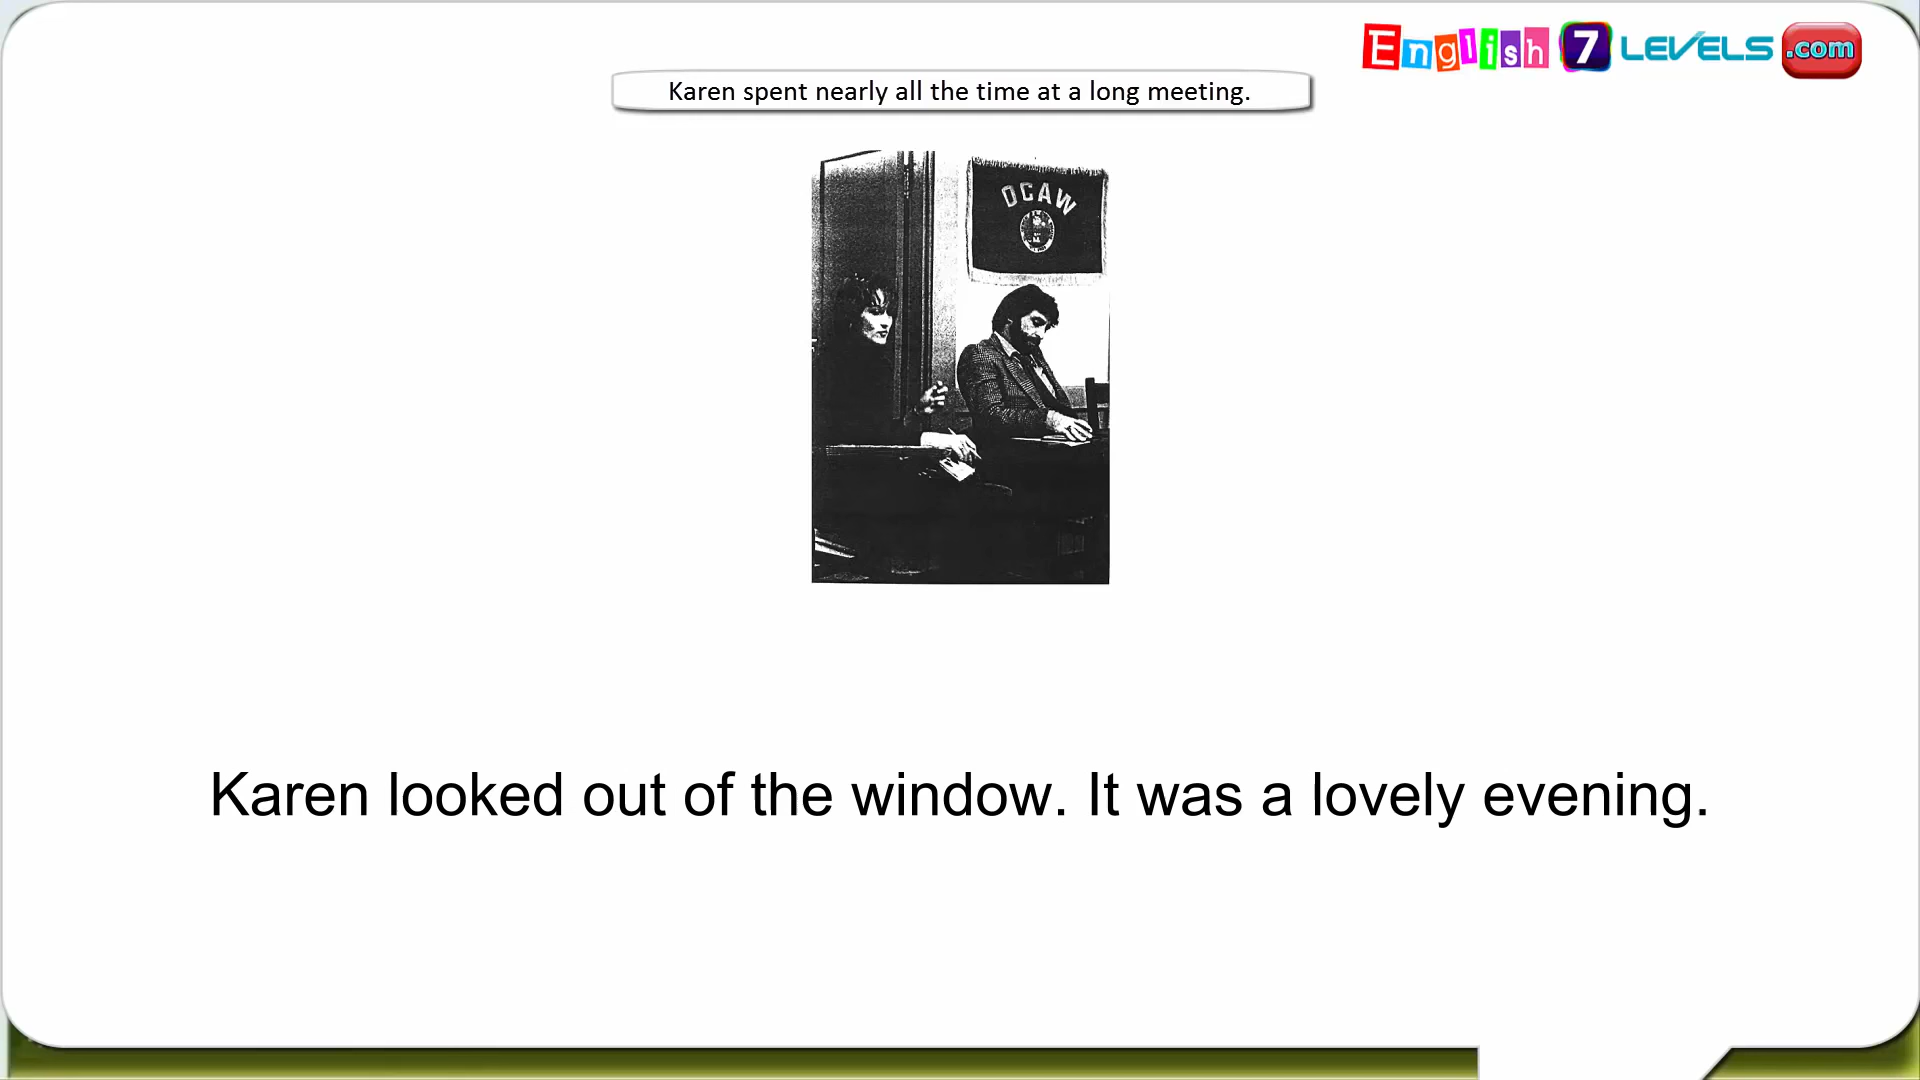 English 7 LEVELS .com
Karen spent nearly all the time at a long meeting.
OCAW
Karen looked out of the window. It was a lovely evening.